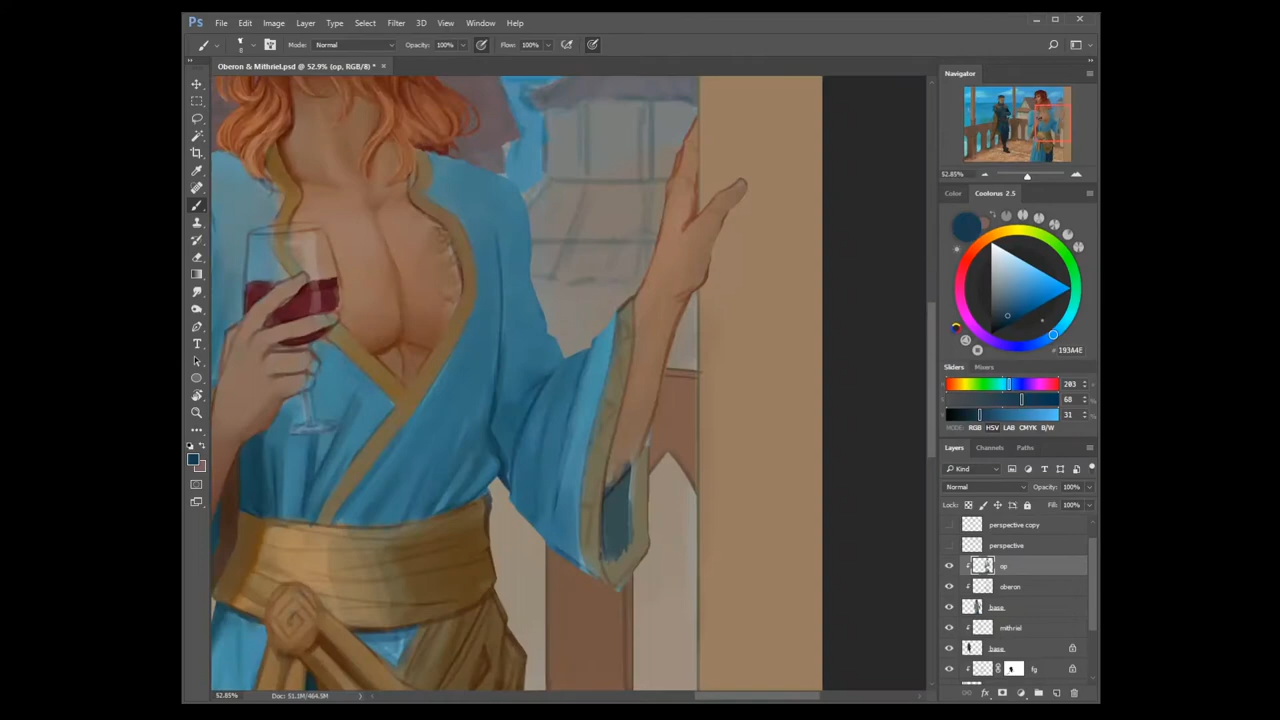 Ps File Edit Image Layer Type Select Filter 3D View Window Help
Mode: Normal Opacity: 100% Flow: 100%
Oberon & Mithriel.psd @ 52.9% (op, RGB/8) *
Navigator
52.85%
Color Coolorus 2.5
#193A4E
Sliders Mixers
203
68
31
MODE: RGB HSV LAB CMYK B/W
Layers Channels Paths
Kind
Normal Opacity: 100%
Lock: Fill: 100%
perspective copy
perspective
op
oberon
base
mithriel
base
fg
52.85% Doc: 51.1M/464.9M